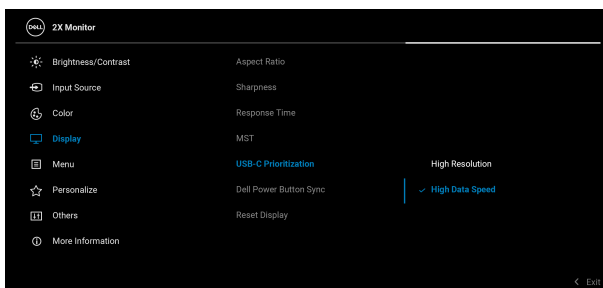 DELL
2X Monitor
Brightness/Contrast
Aspect Ratio
Input Source
Sharpness
Color
Response Time
Display
MST
Menu
USB-C Prioritization
High Resolution
Personalize
Dell Power Button Sync
High Data Speed
Others
Reset Display
More Information
Exit